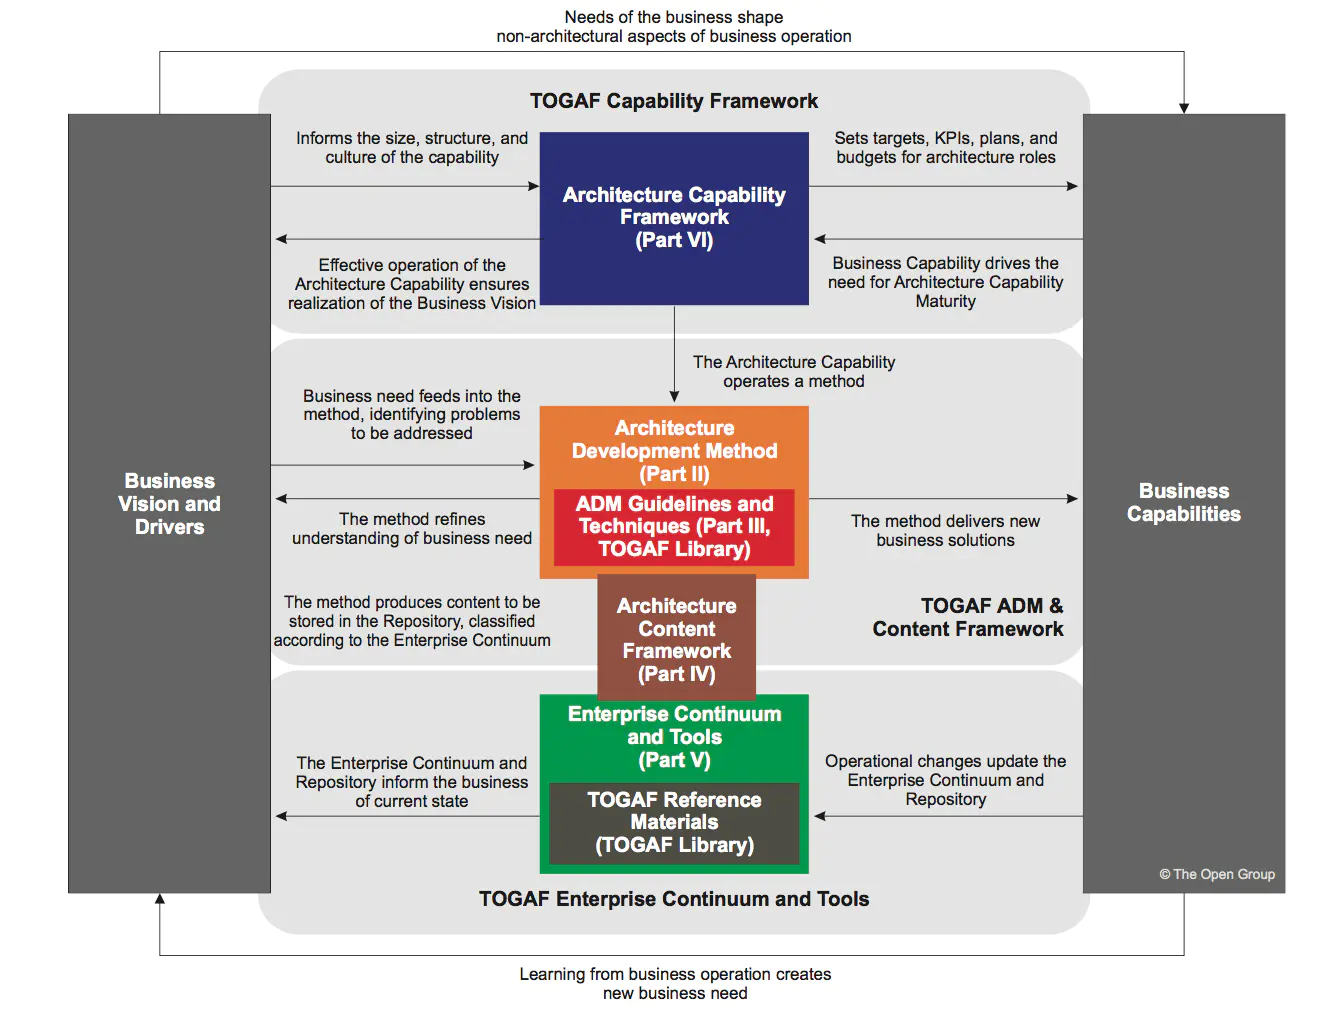 Needs of the business shape
non-architectural aspects of business operation
TOGAF Capability Framework
Informs the size, structure, and
culture of the capability
Architecture Capability
Framework
(Part VI)
Sets targets, KPIs, plans, and
budgets for architecture roles
Effective operation of the
Architecture Capability ensures
realization of the Business Vision
Business Capability drives the
need for Architecture Capability
Maturity
The Architecture Capability
operates a method
Business need feeds into the
method, identifying problems
to be addressed
Architecture
Development Method
(Part II)
ADM Guidelines and
Techniques (Part III,
TOGAF Library)
Business
Vision and
Drivers
Business
Capabilities
The method refines
understanding of business need
The method delivers new
business solutions
The method produces content to be
stored in the Repository, classified
according to the Enterprise Continuum
Architecture
Content
Framework
(Part IV)
TOGAF ADM &
Content Framework
Enterprise Continuum
and Tools
(Part V)
The Enterprise Continuum and
Repository inform the business
of current state
TOGAF Reference
Materials
(TOGAF Library)
Operational changes update the
Enterprise Continuum and
Repository
© The Open Group
TOGAF Enterprise Continuum and Tools
Learning from business operation creates
new business need